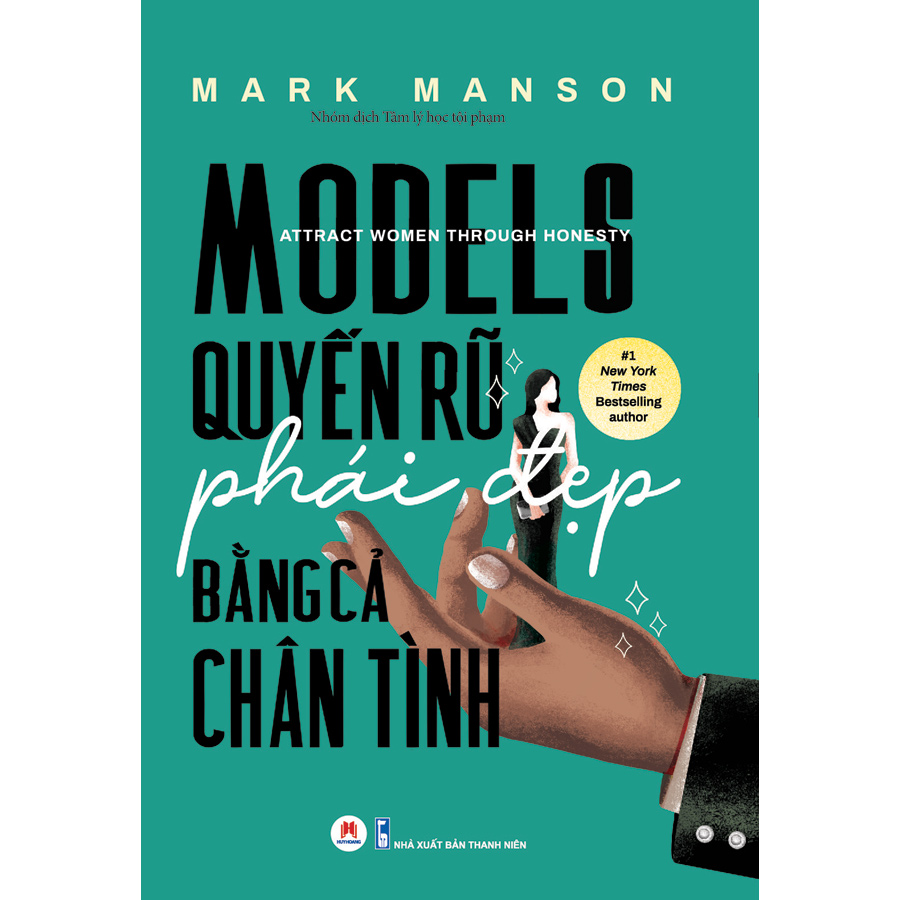 MARK MANSON
Nhóm dịch Tâm lý học tội phạm
MODELS
ATTRACT WOMEN THROUGH HONESTY
QUYẾN RŨ
phái đẹp
BẰNG CẢ
CHÂN TÌNH
#1
New York
Times
Bestselling
author
HUYHOANG
NHÀ XUẤT BẢN THANH NIÊN